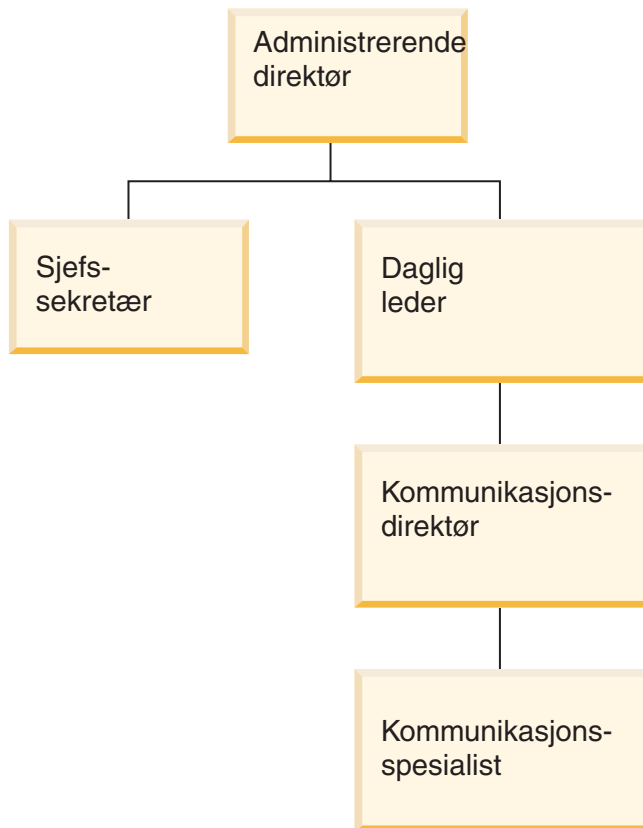 Administrerende
direktør
Sjefs-
sekretær
Daglig
leder
Kommunikasjons-
direktør
Kommunikasjons-
spesialist